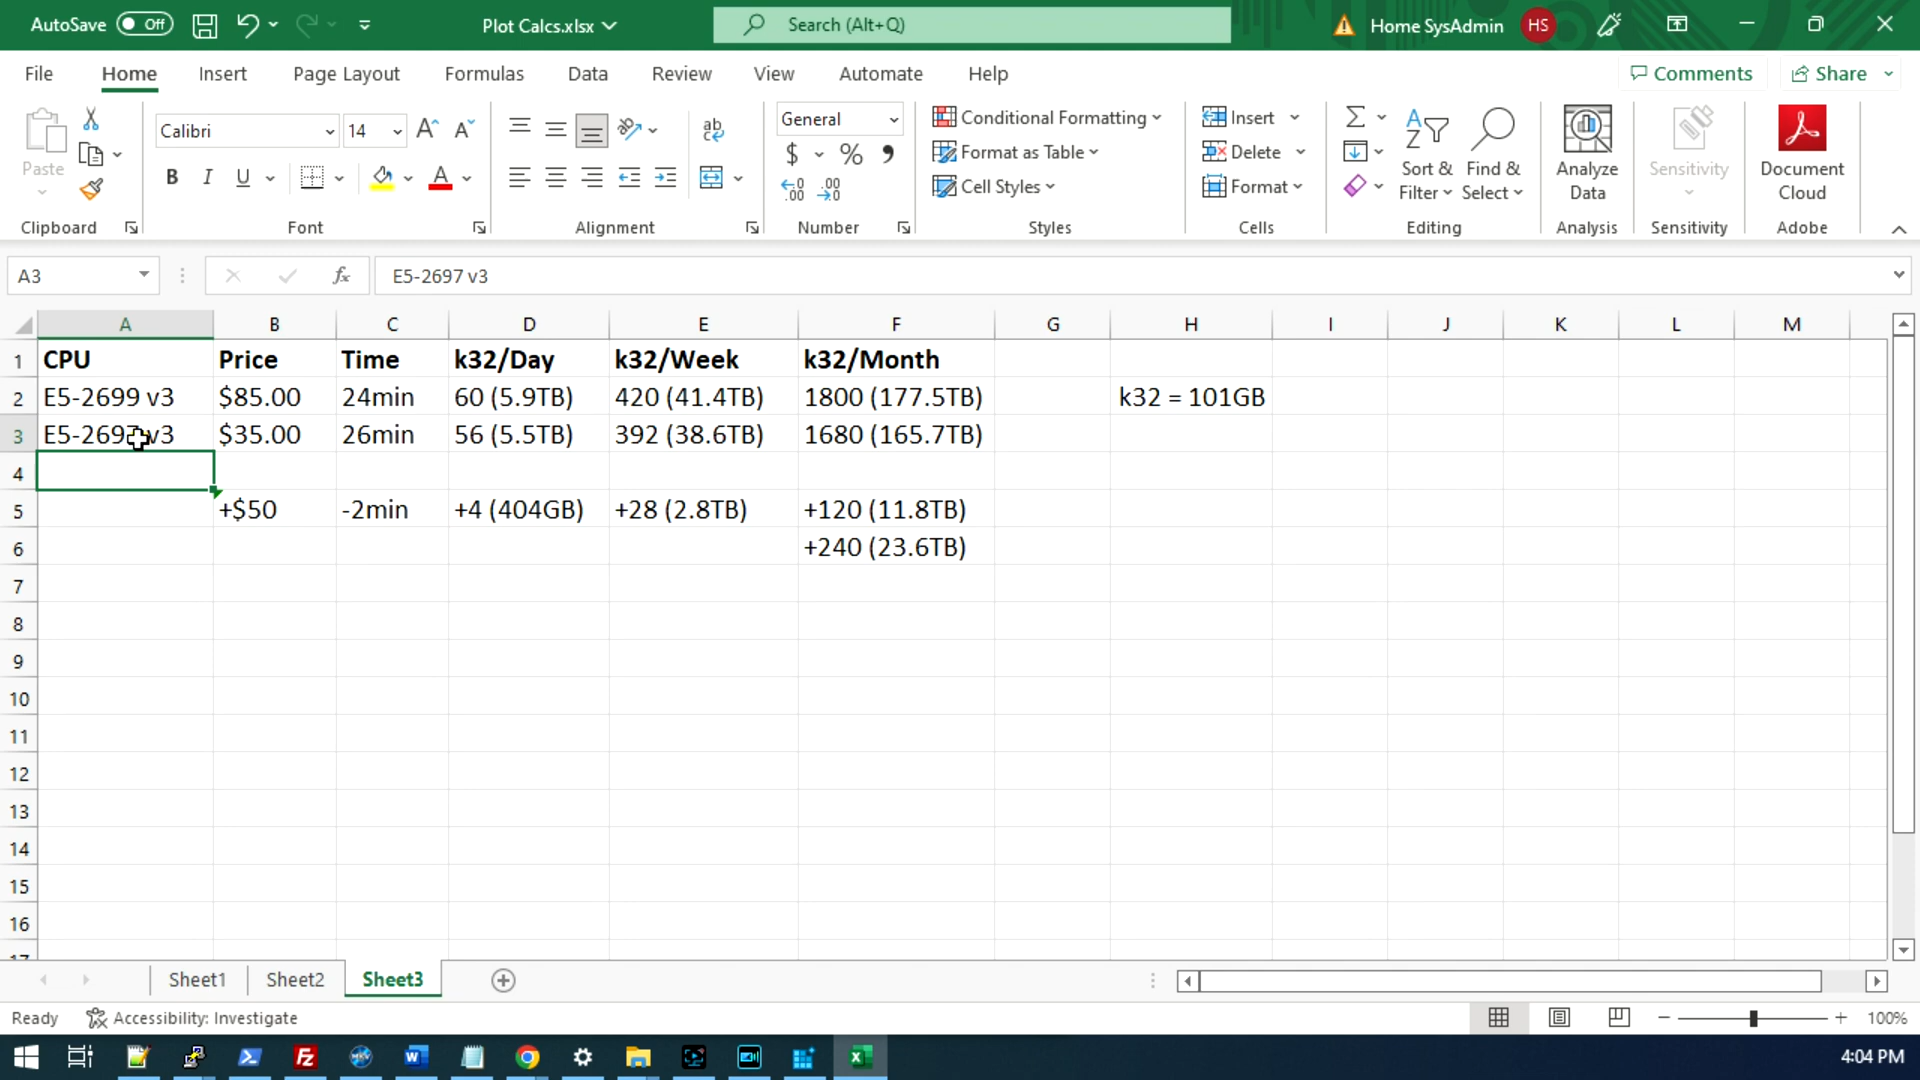 AutoSave Off Plot Calcs.xlsx Search (Alt+Q) Home SysAdmin HS
File Home Insert Page Layout Formulas Data Review View Automate Help Comments Share
Paste
Calibri 14
B I U A
ab
General
$ % ,
Conditional Formatting
Format as Table
Cell Styles
Insert
Delete
Format
Sort & Filter
Find & Select
Analyze Data
Sensitivity
Document Cloud
Clipboard Font Alignment Number Styles Cells Editing Analysis Sensitivity Adobe
A3 fx E5-2697 v3
A B C D E F G H I J K L M
1 CPU Price Time k32/Day k32/Week k32/Month
2 E5-2699 v3 $85.00 24min 60 (5.9TB) 420 (41.4TB) 1800 (177.5TB) k32 = 101GB
3 E5-2697 v3 $35.00 26min 56 (5.5TB) 392 (38.6TB) 1680 (165.7TB)
4
5 +$50 -2min +4 (404GB) +28 (2.8TB) +120 (11.8TB)
6 +240 (23.6TB)
7
8
9
10
11
12
13
14
15
16
17
Sheet1 Sheet2 Sheet3
Ready Accessibility: Investigate 100%
4:04 PM